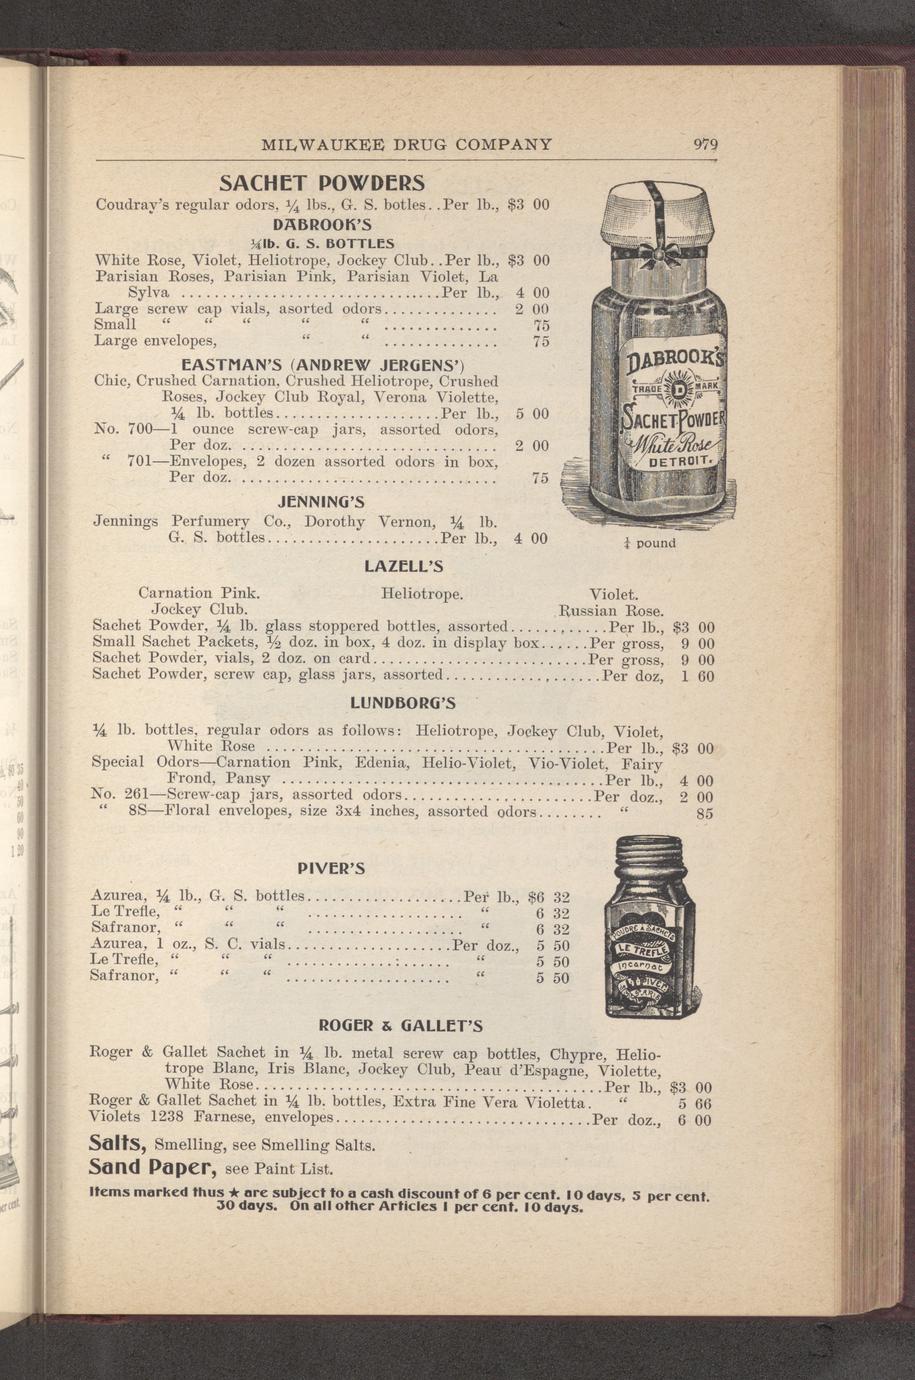 MILWAUKEE DRUG COMPANY 979
SACHET POWDERS
Coudray's regular odors, ¼ lbs., G. S. botles..Per lb., $3 00
DABROOK'S
¼lb. G. S. BOTTLES
White Rose, Violet, Heliotrope, Jockey Club..Per lb., $3 00
Parisian Roses, Parisian Pink, Parisian Violet, La
Sylva ..............................Per lb., 4 00
Large screw cap vials, asorted odors.............. 2 00
Small “ “ “ “ “ .............. 75
Large envelopes, “ “ .............. 75
EASTMAN'S (ANDREW JERGENS')
Chic, Crushed Carnation, Crushed Heliotrope, Crushed
Roses, Jockey Club Royal, Verona Violette,
¼ lb. bottles....................Per lb., 5 00
No. 700—1 ounce screw-cap jars, assorted odors,
Per doz. ............................... 2 00
“ 701—Envelopes, 2 dozen assorted odors in box,
Per doz. ............................... 75
JENNING'S
Jennings Perfumery Co., Dorothy Vernon, ¼ lb.
G. S. bottles.....................Per lb., 4 00
DABROOK'S
TRADE D MARK
SACHET POWDER
White Rose
DETROIT.
¼ pound
LAZELL'S
Carnation Pink. Heliotrope. Violet.
Jockey Club. Russian Rose.
Sachet Powder, ¼ lb. glass stoppered bottles, assorted............Per lb., $3 00
Small Sachet Packets, ½ doz. in box, 4 doz. in display box......Per gross, 9 00
Sachet Powder, vials, 2 doz. on card..........................Per gross, 9 00
Sachet Powder, screw cap, glass jars, assorted...................Per doz, 1 60
LUNDBORG'S
¼ lb. bottles, regular odors as follows: Heliotrope, Jockey Club, Violet,
White Rose .........................................Per lb., $3 00
Special Odors—Carnation Pink, Edenia, Helio-Violet, Vio-Violet, Fairy
Frond, Pansy .......................................Per lb., 4 00
No. 261—Screw-cap jars, assorted odors.......................Per doz., 2 00
“ 8S—Floral envelopes, size 3x4 inches, assorted odors........ “ 85
PIVER'S
Azurea, ¼ lb., G. S. bottles...................Per lb., $6 32
Le Trefle, “ “ “ ................... “ 6 32
Safranor, “ “ “ ................... “ 6 32
Azurea, 1 oz., S. C. vials....................Per doz., 5 50
Le Trefle, “ “ “ .................... “ 5 50
Safranor, “ “ “ .................... “ 5 50
POUDRE A SACHETS
LE TREFLE
Incarnat
L.T. PIVER
PARIS
ROGER & GALLET'S
Roger & Gallet Sachet in ¼ lb. metal screw cap bottles, Chypre, Helio-
trope Blanc, Iris Blanc, Jockey Club, Peau d'Espagne, Violette,
White Rose..........................................Per lb., $3 00
Roger & Gallet Sachet in ¼ lb. bottles, Extra Fine Vera Violetta. “ 5 66
Violets 1238 Farnese, envelopes...............................Per doz., 6 00
Salts, Smelling, see Smelling Salts.
Sand Paper, see Paint List.
Items marked thus ★ are subject to a cash discount of 6 per cent. 10 days, 5 per cent.
30 days. On all other Articles 1 per cent. 10 days.